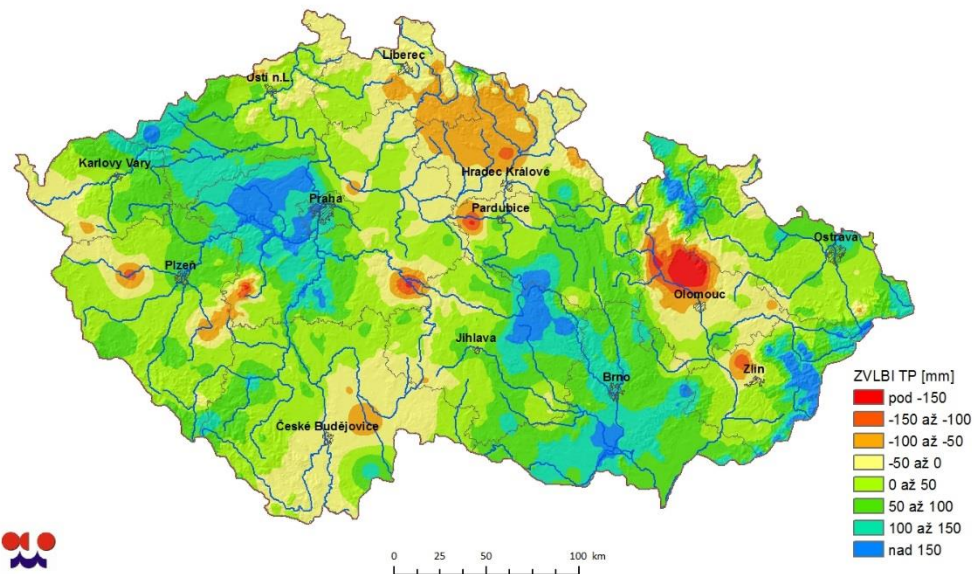 Liberec
Ústí n.L.
Karlovy Vary
Hradec Králové
Praha
Pardubice
Ostrava
Plzeň
Olomouc
Jihlava
Zlín
Brno
České Budějovice
ZVLBI TP [mm]
pod -150
-150 až -100
-100 až -50
-50 až 0
0 až 50
50 až 100
100 až 150
nad 150
0 25 50 100 km